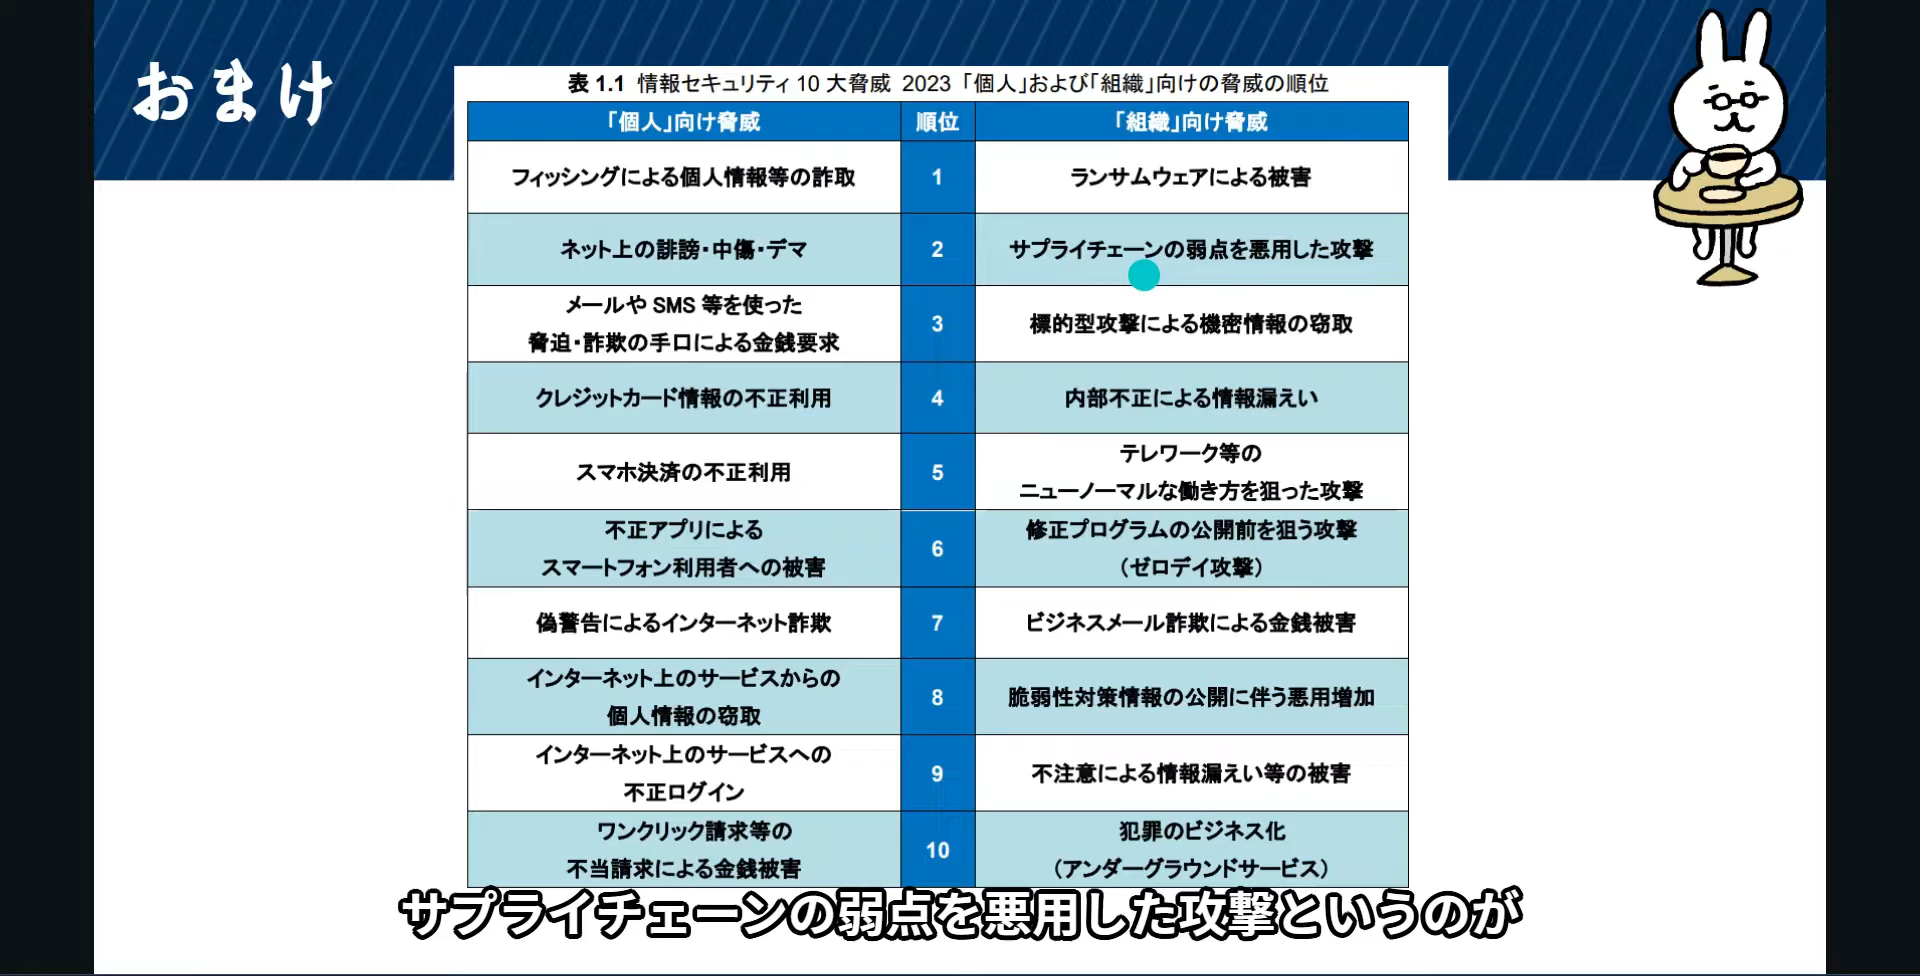 おまけ
表 1.1 情報セキュリティ 10 大脅威 2023 「個人」および「組織」向けの脅威の順位
「個人」向け脅威 順位 「組織」向け脅威
フィッシングによる個人情報等の詐取 1 ランサムウェアによる被害
ネット上の誹謗・中傷・デマ 2 サプライチェーンの弱点を悪用した攻撃
メールや SMS 等を使った
脅迫・詐欺の手口による金銭要求 3 標的型攻撃による機密情報の窃取
クレジットカード情報の不正利用 4 内部不正による情報漏えい
スマホ決済の不正利用 5 テレワーク等の
ニューノーマルな働き方を狙った攻撃
不正アプリによる
スマートフォン利用者への被害 6 修正プログラムの公開前を狙う攻撃
（ゼロデイ攻撃）
偽警告によるインターネット詐欺 7 ビジネスメール詐欺による金銭被害
インターネット上のサービスからの
個人情報の窃取 8 脆弱性対策情報の公開に伴う悪用増加
インターネット上のサービスへの
不正ログイン 9 不注意による情報漏えい等の被害
ワンクリック請求等の
不当請求による金銭被害 10 犯罪のビジネス化
（アンダーグラウンドサービス）
サプライチェーンの弱点を悪用した攻撃というのが